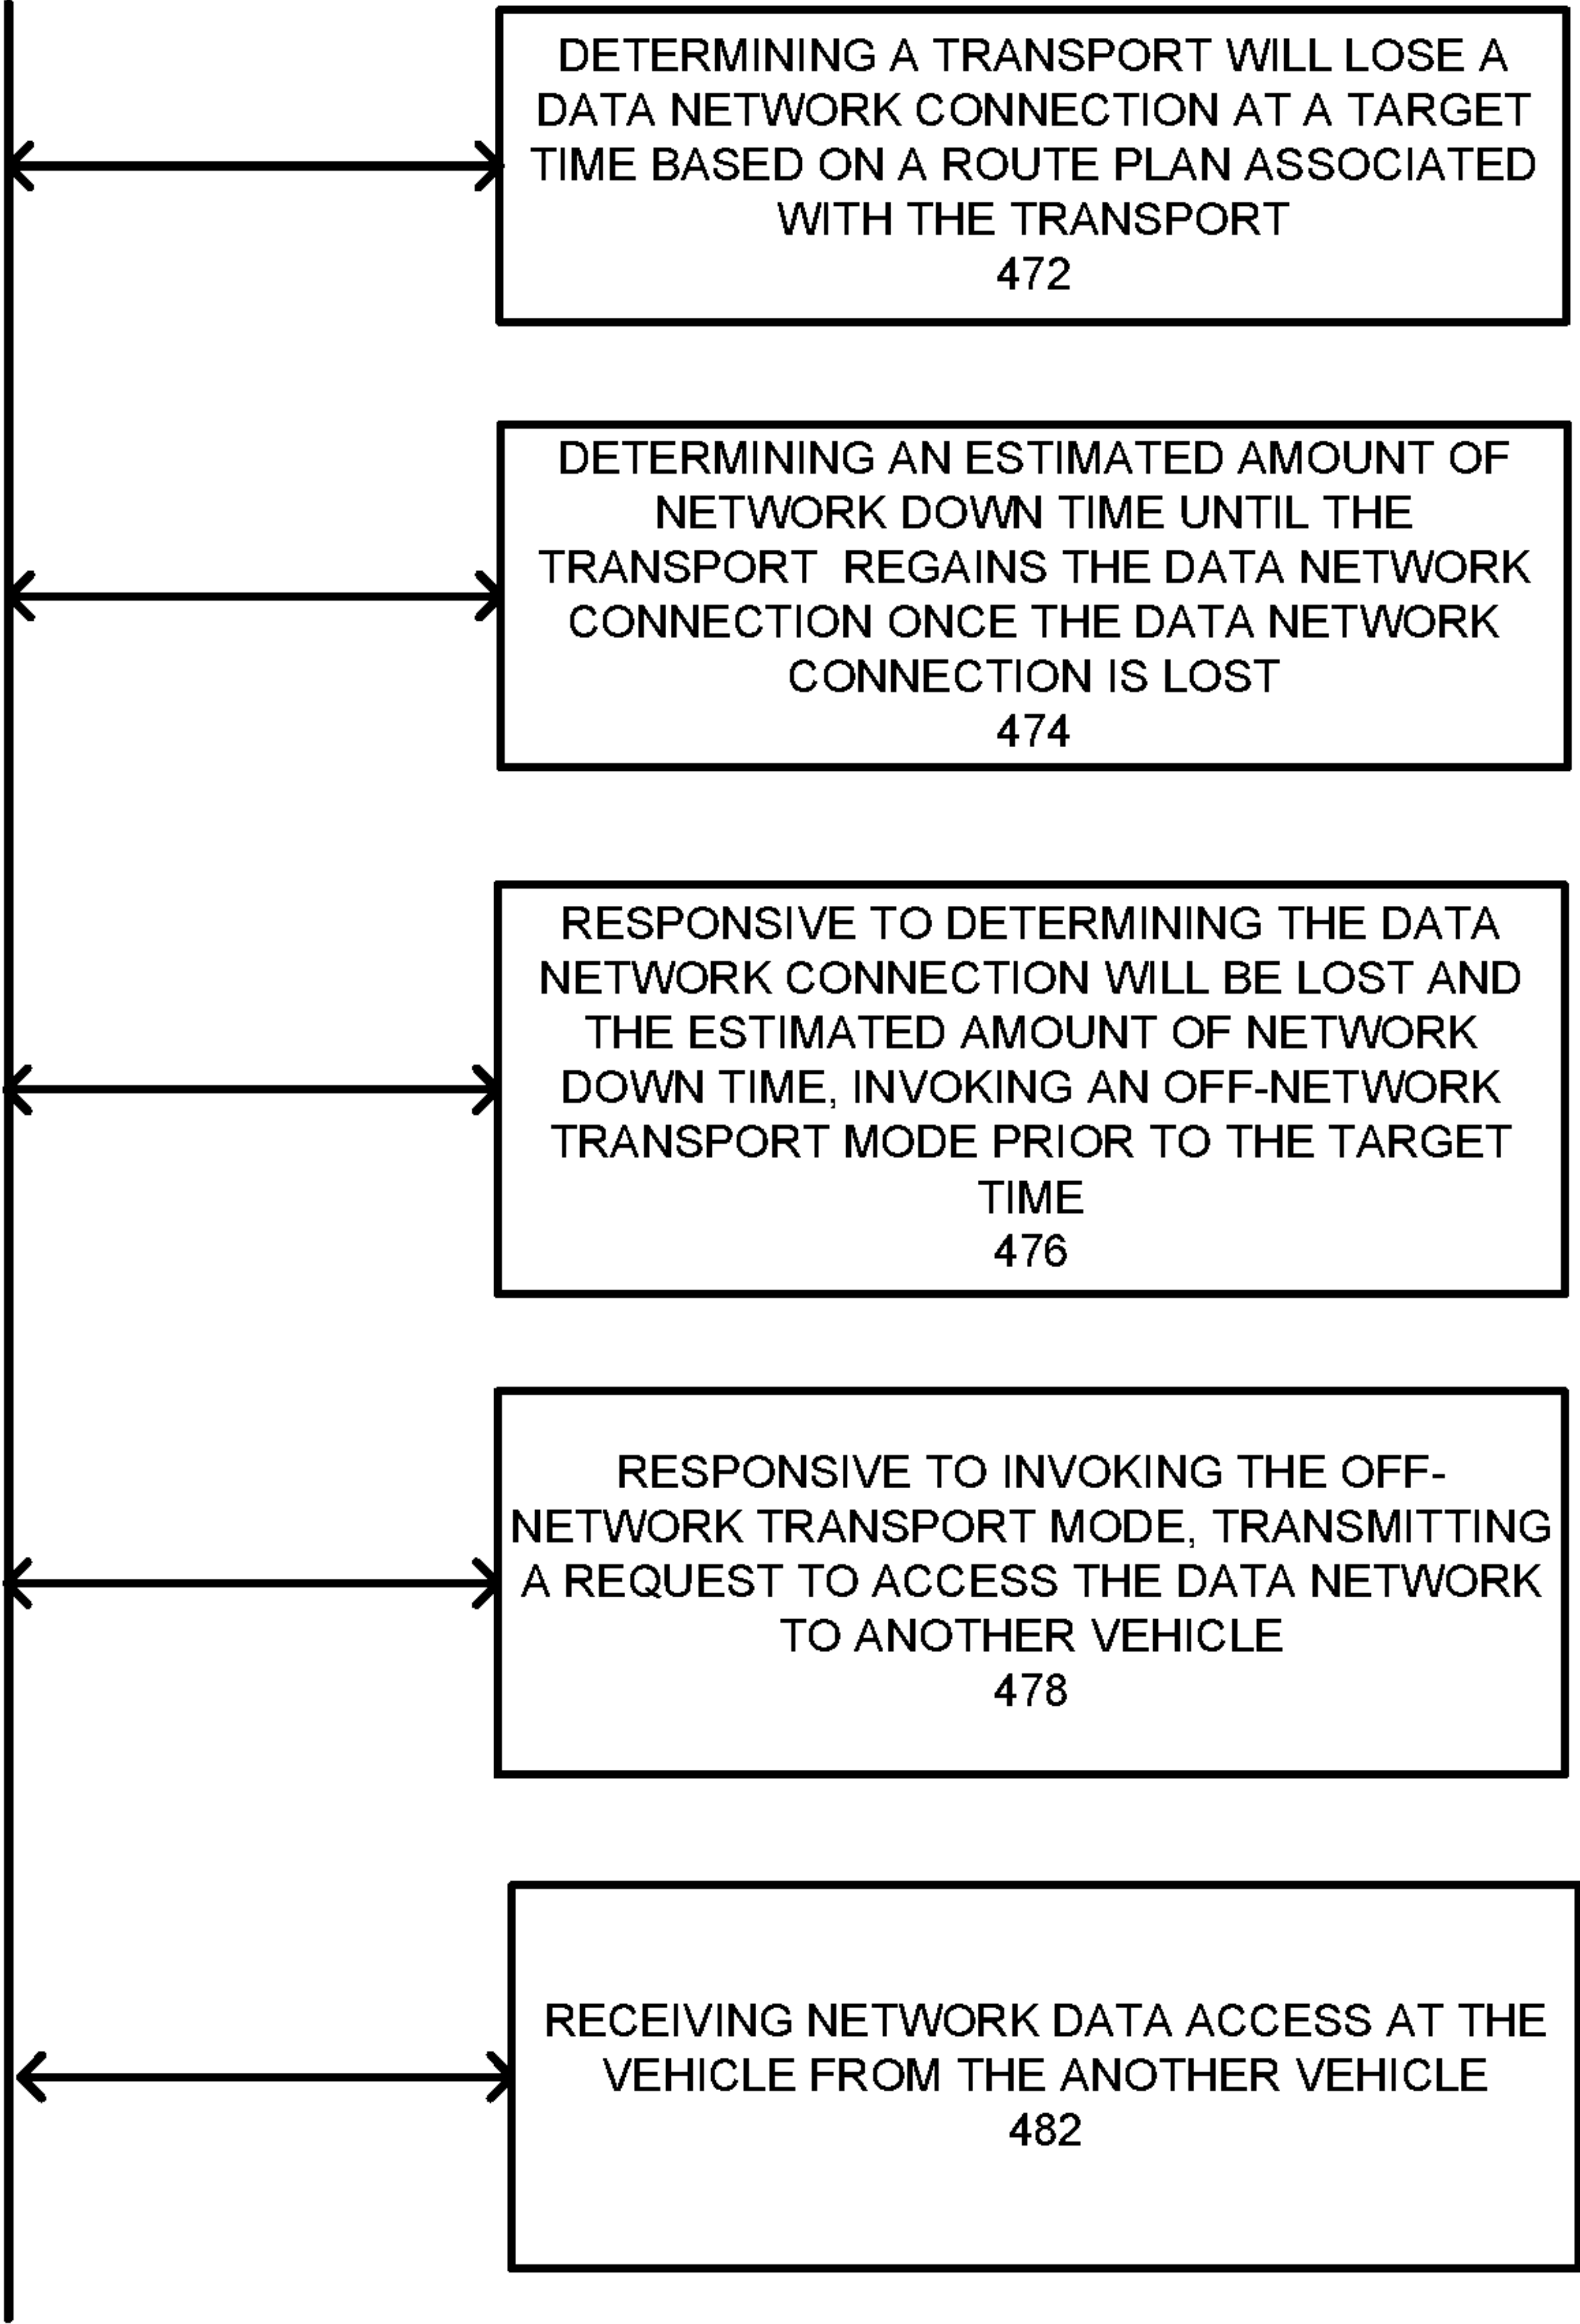 DETERMINING A TRANSPORT WILL LOSE A
DATA NETWORK CONNECTION AT A TARGET
TIME BASED ON A ROUTE PLAN ASSOCIATED
WITH THE TRANSPORT
472
DETERMINING AN ESTIMATED AMOUNT OF
NETWORK DOWN TIME UNTIL THE
TRANSPORT  REGAINS THE DATA NETWORK
CONNECTION ONCE THE DATA NETWORK
CONNECTION IS LOST
474
RESPONSIVE TO DETERMINING THE DATA
NETWORK CONNECTION WILL BE LOST AND
THE ESTIMATED AMOUNT OF NETWORK
DOWN TIME, INVOKING AN OFF-NETWORK
TRANSPORT MODE PRIOR TO THE TARGET
TIME
476
RESPONSIVE TO INVOKING THE OFF-
NETWORK TRANSPORT MODE, TRANSMITTING
A REQUEST TO ACCESS THE DATA NETWORK
TO ANOTHER VEHICLE
478
RECEIVING NETWORK DATA ACCESS AT THE
VEHICLE FROM THE ANOTHER VEHICLE
482